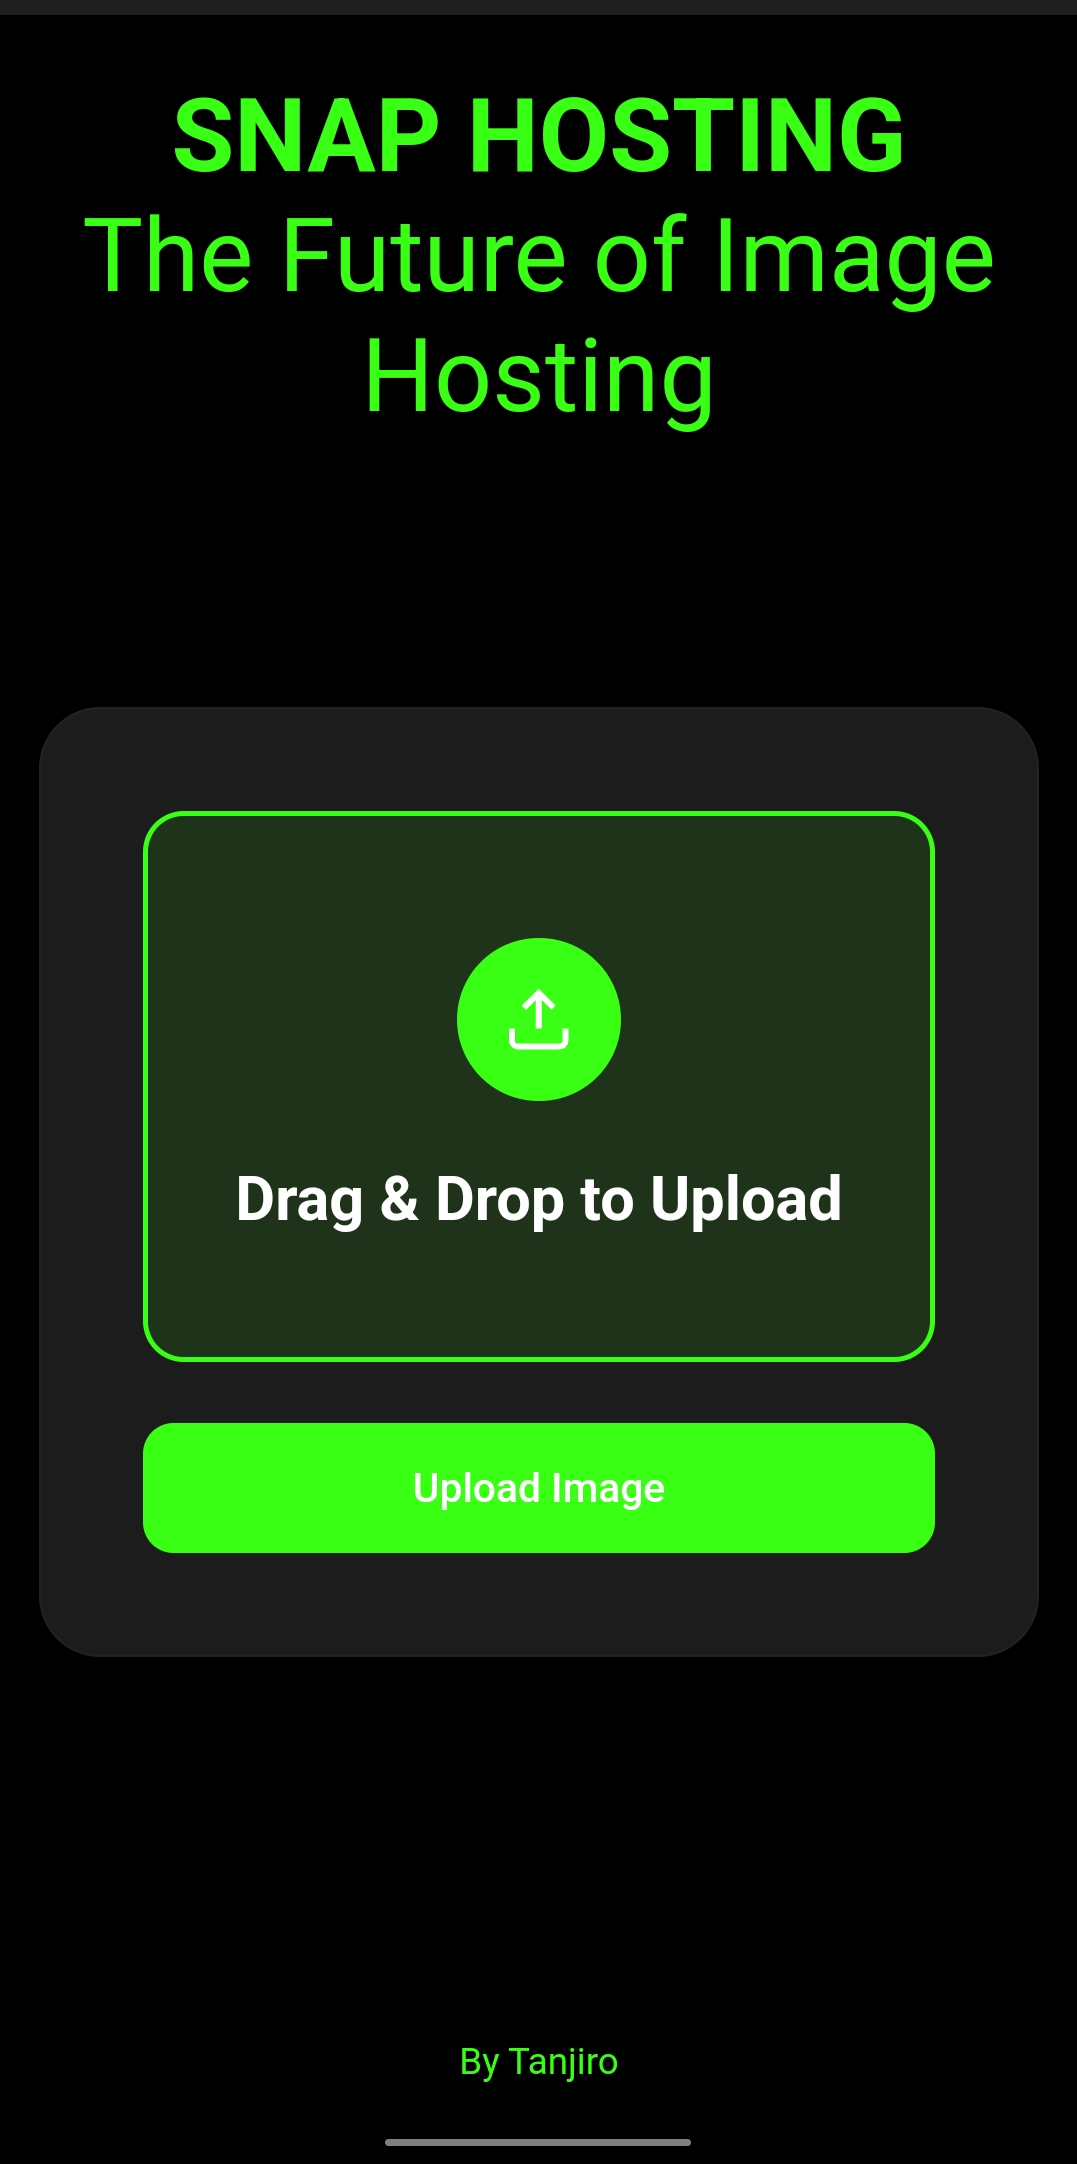 SNAP HOSTING
The Future of Image
Hosting
Drag & Drop to Upload
Upload Image
By Tanjiro